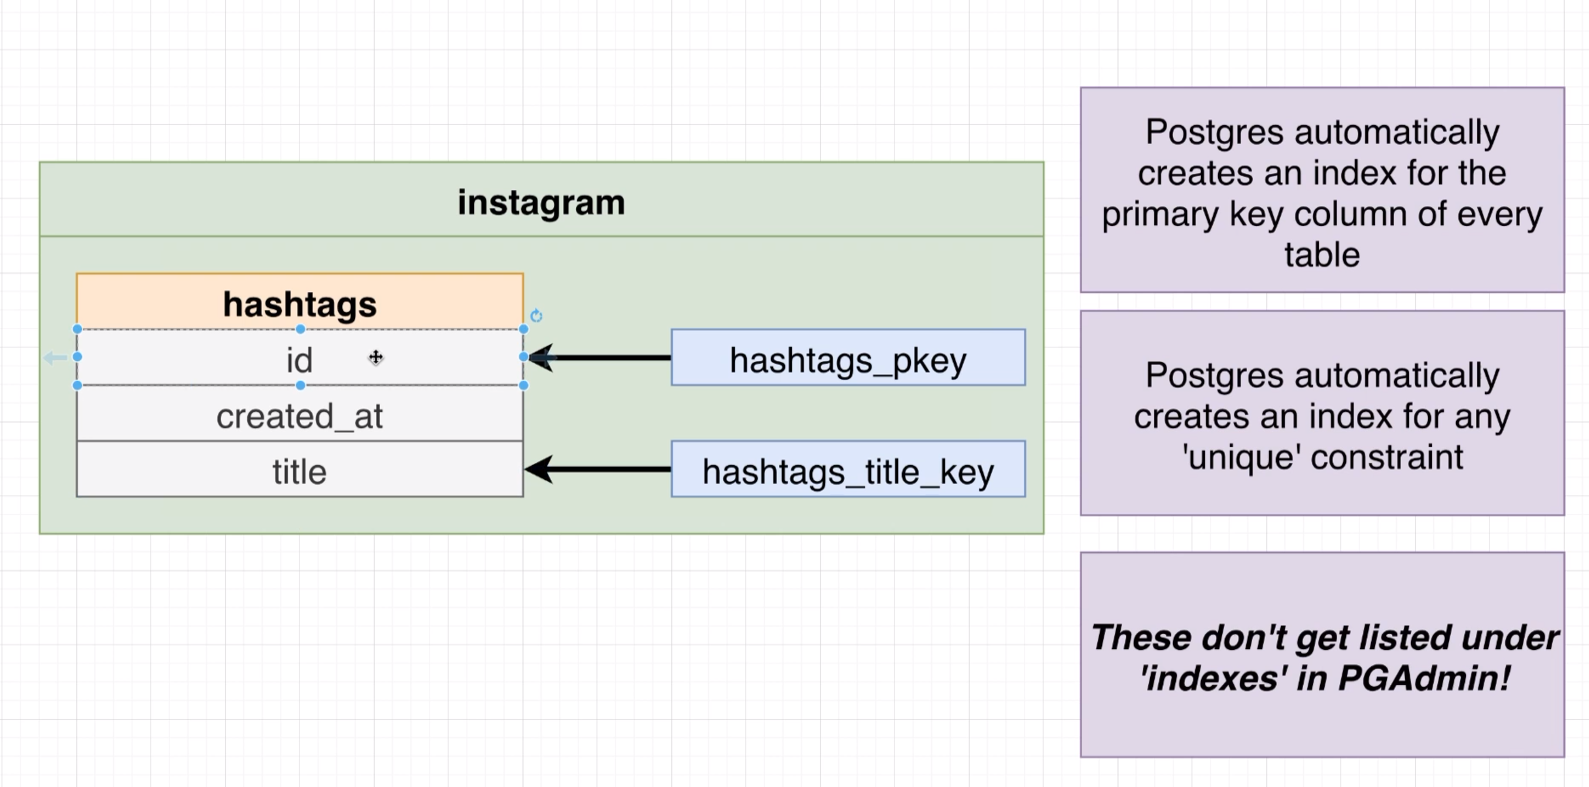 instagram
hashtags
id
hashtags_pkey
created_at
title
hashtags_title_key
Postgres automatically
creates an index for the
primary key column of every
table
Postgres automatically
creates an index for any
'unique' constraint
These don't get listed under
'indexes' in PGAdmin!